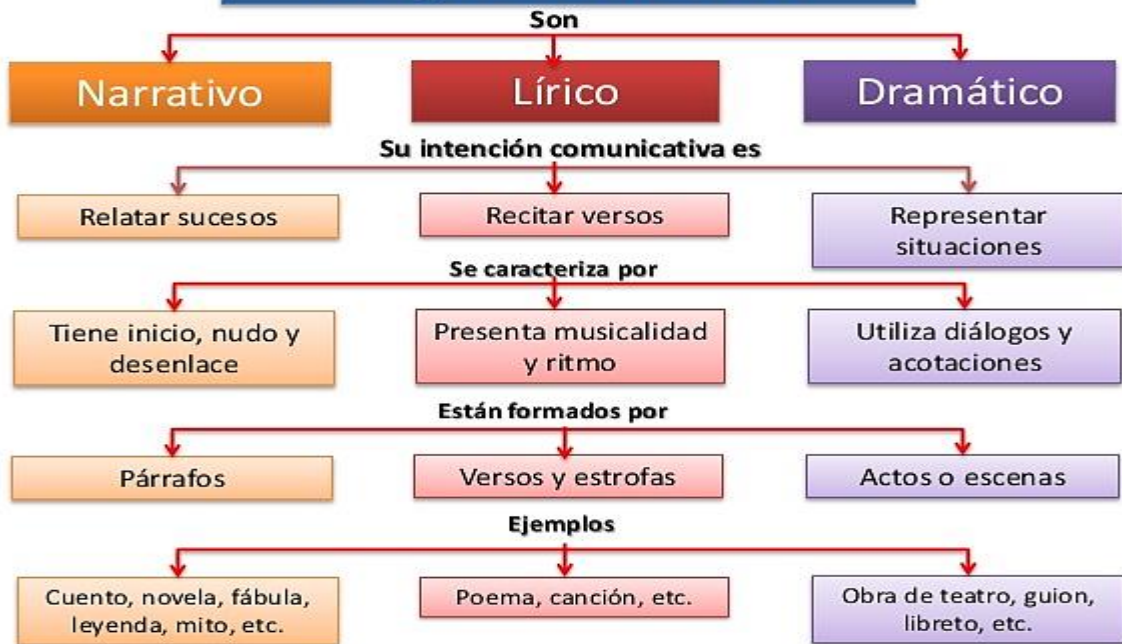 Son
Narrativo
Lírico
Dramático
Su intención comunicativa es
Relatar sucesos
Recitar versos
Representar
situaciones
Se caracteriza por
Tiene inicio, nudo y
desenlace
Presenta musicalidad
y ritmo
Utiliza diálogos y
acotaciones
Están formados por
Párrafos
Versos y estrofas
Actos o escenas
Ejemplos
Cuento, novela, fábula,
leyenda, mito, etc.
Poema, canción, etc.
Obra de teatro, guion,
libreto, etc.